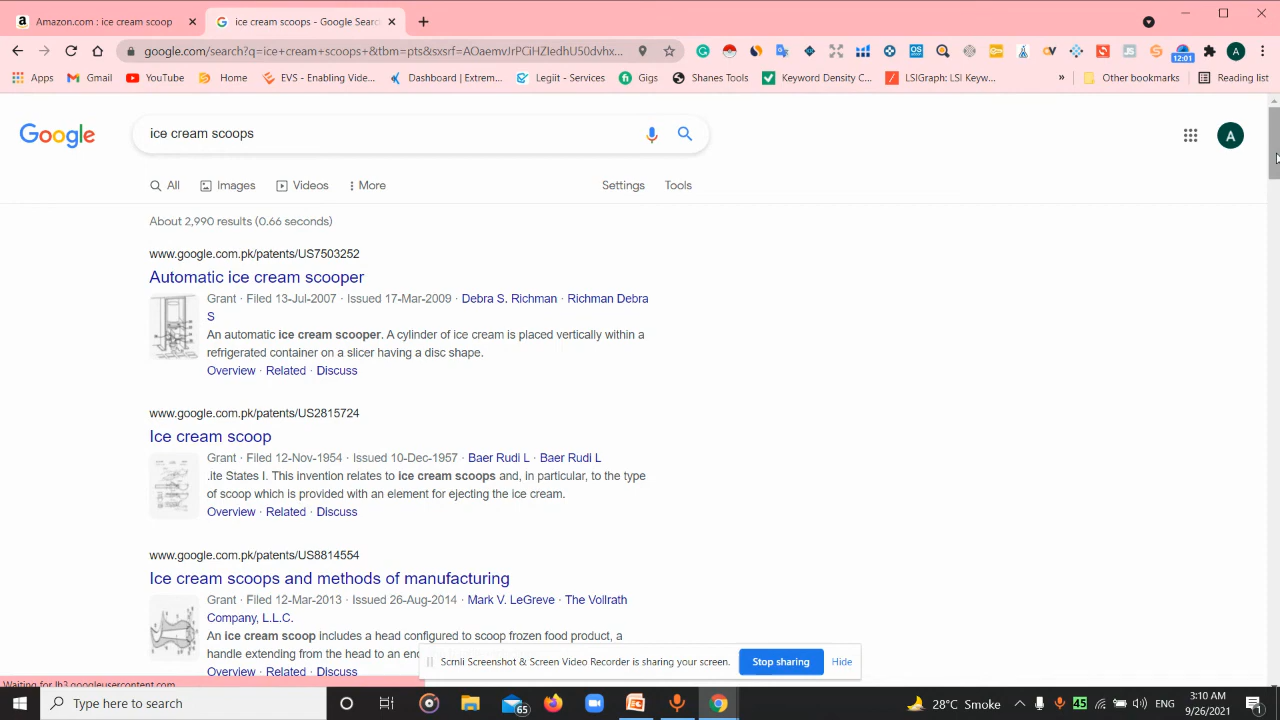 Amazon.com : ice cream scoop
ice cream scoops - Google Searc
google.com/search?q=ice+cream+scoops+&tbm=pts&sxsrf=AOaemvJrPCiHZIedhU50dvhx...
12:01
A
Apps
Gmail
YouTube
Home
EVS - Enabling Vide...
Dashboard | Extrem...
Legiit - Services
Gigs
Shared Tools
Keyword Density C...
LSIGraph: LSI Keyw...
»
Other bookmarks
Reading list
Google
ice cream scoops
A
All
Images
Videos
More
Settings
Tools
About 2,990 results (0.66 seconds)
www.google.com.pk/patents/US7503252
Automatic ice cream scooper
Grant · Filed 13-Jul-2007 · Issued 17-Mar-2009 · Debra S. Richman · Richman Debra
S
An automatic ice cream scooper. A cylinder of ice cream is placed vertically within a
refrigerated container on a slicer having a disc shape.
Overview · Related · Discuss
www.google.com.pk/patents/US2815724
Ice cream scoop
Grant · Filed 12-Nov-1954 · Issued 10-Dec-1957 · Baer Rudi L · Baer Rudi L
.ite States I. This invention relates to ice cream scoops and, in particular, to the type
of scoop which is provided with an element for ejecting the ice cream.
Overview · Related · Discuss
www.google.com.pk/patents/US8814554
Ice cream scoops and methods of manufacturing
Grant · Filed 12-Mar-2013 · Issued 26-Aug-2014 · Mark V. LeGreve · The Vollrath
Company, L.L.C.
An ice cream scoop includes a head configured to scoop frozen food product, a
handle extending from the head to an en
Overview · Related · Discuss
Scrnli Screenshot & Screen Video Recorder is sharing your screen.
Stop sharing
Hide
Type here to search
65
28°C Smoke
45
ENG
3:10 AM
9/26/2021
1